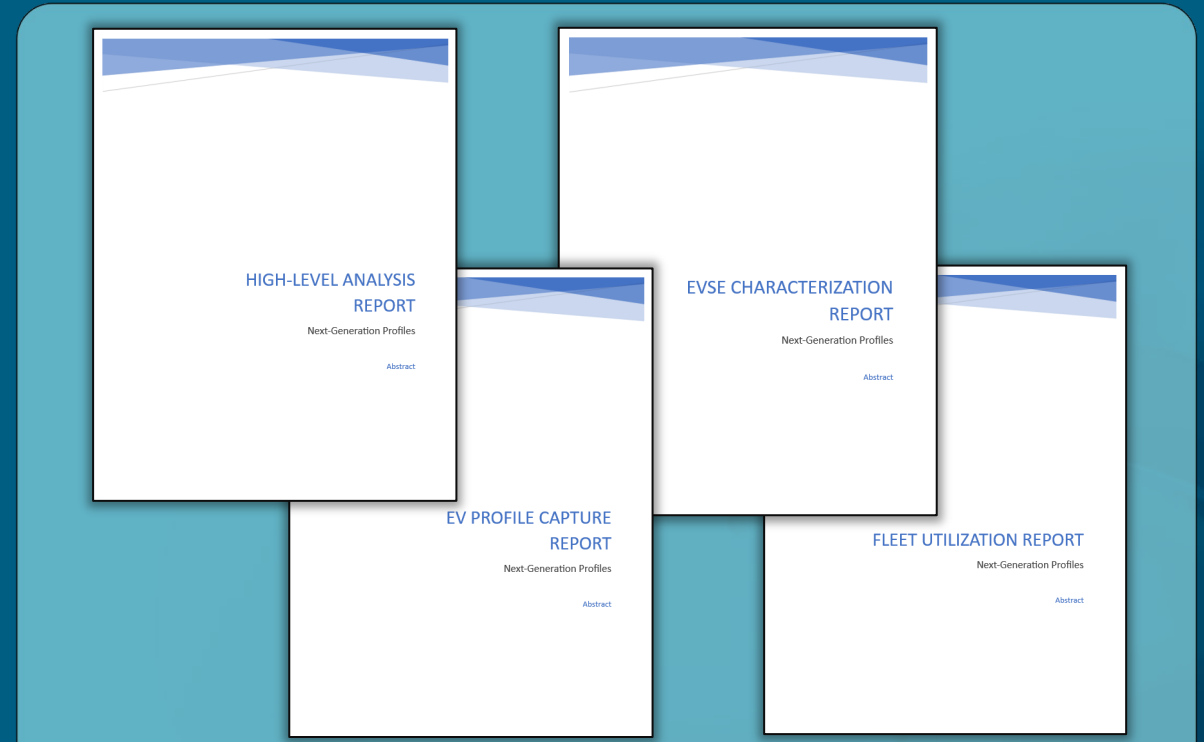 HIGH-LEVEL ANALYSIS
REPORT
Next-Generation Profiles
Abstract
EV PROFILE CAPTURE
REPORT
Next-Generation Profiles
Abstract
EVSE CHARACTERIZATION
REPORT
Next-Generation Profiles
Abstract
FLEET UTILIZATION REPORT
Next-Generation Profiles
Abstract